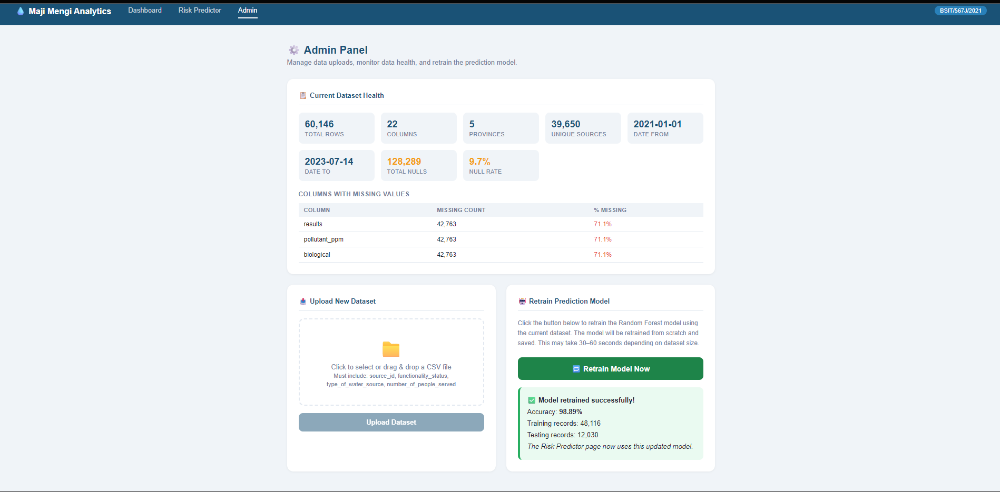 Maji Mengi Analytics Dashboard Risk Predictor Admin BSIT/567J/2021
Admin Panel
Manage data uploads, monitor data health, and retrain the prediction model.
Current Dataset Health
60,146
TOTAL ROWS
22
COLUMNS
5
PROVINCES
39,650
UNIQUE SOURCES
2021-01-01
DATE FROM
2023-07-14
DATE TO
128,289
TOTAL NULLS
9.7%
NULL RATE
COLUMNS WITH MISSING VALUES
COLUMN MISSING COUNT % MISSING
results 42,763 71.1%
pollutant_ppm 42,763 71.1%
biological 42,763 71.1%
Upload New Dataset
Click to select or drag & drop a CSV file
Must include: source_id, functionality_status,
type_of_water_source, number_of_people_served
Upload Dataset
Retrain Prediction Model
Click the button below to retrain the Random Forest model using
the current dataset. The model will be retrained from scratch and
saved. This may take 30–60 seconds depending on dataset size.
Retrain Model Now
Model retrained successfully!
Accuracy: 98.89%
Training records: 48,116
Testing records: 12,030
The Risk Predictor page now uses this updated model.